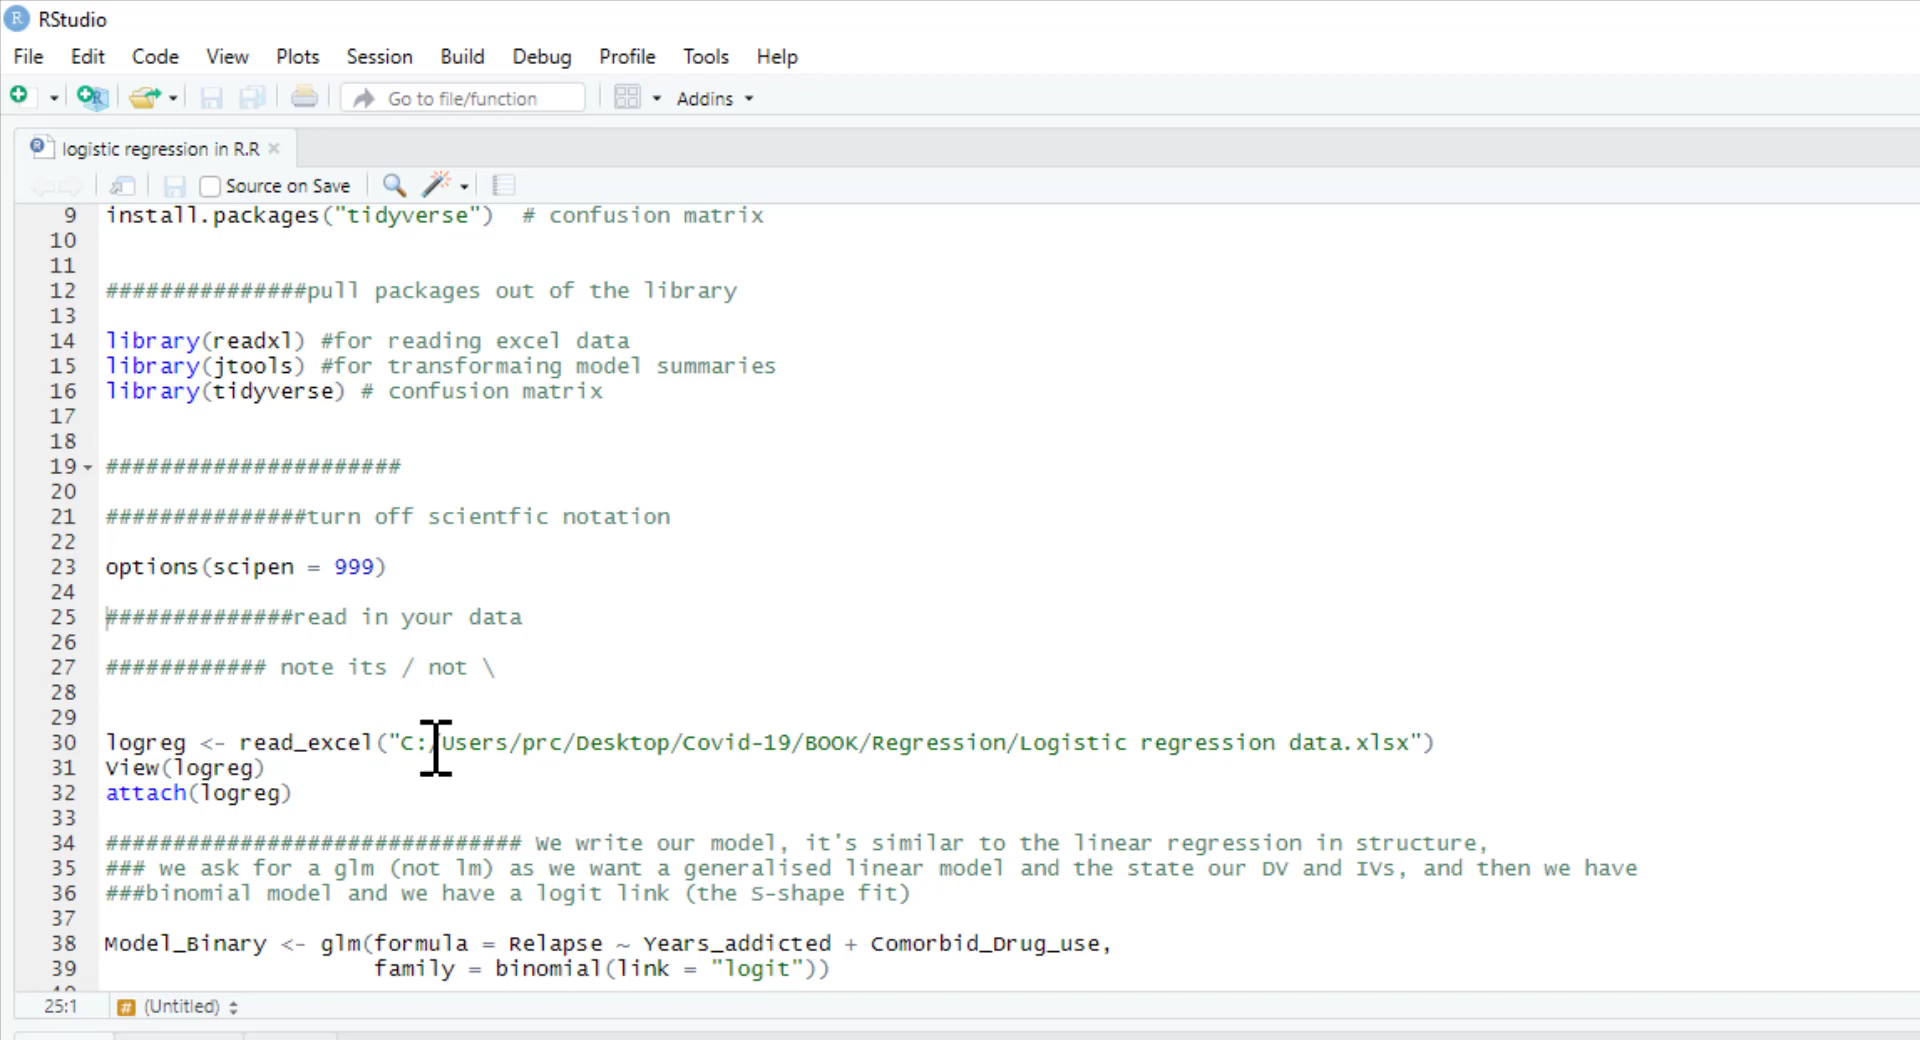 RStudio
File Edit Code View Plots Session Build Debug Profile Tools Help
Go to file/function Addins
logistic regression in R.R
Source on Save
9 install.packages("tidyverse")  # confusion matrix
10
11
12 ###############pull packages out of the library
13
14 library(readxl) #for reading excel data
15 library(jtools) #for transformaing model summaries
16 library(tidyverse) # confusion matrix
17
18
19 ######################
20
21 ###############turn off scientfic notation
22
23 options(scipen = 999)
24
25 ##############read in your data
26
27 ############ note its / not \
28
29
30 logreg <- read_excel("C:/Users/prc/Desktop/Covid-19/BOOK/Regression/Logistic regression data.xlsx")
31 View(logreg)
32 attach(logreg)
33
34 ############################### We write our model, it's similar to the linear regression in structure,
35 ### we ask for a glm (not lm) as we want a generalised linear model and the state our DV and IVs, and then we have
36 ###binomial model and we have a logit link (the S-shape fit)
37
38 Model_Binary <- glm(formula = Relapse ~ Years_addicted + Comorbid_Drug_use,
39                     family = binomial(link = "logit"))
25:1 # (Untitled)